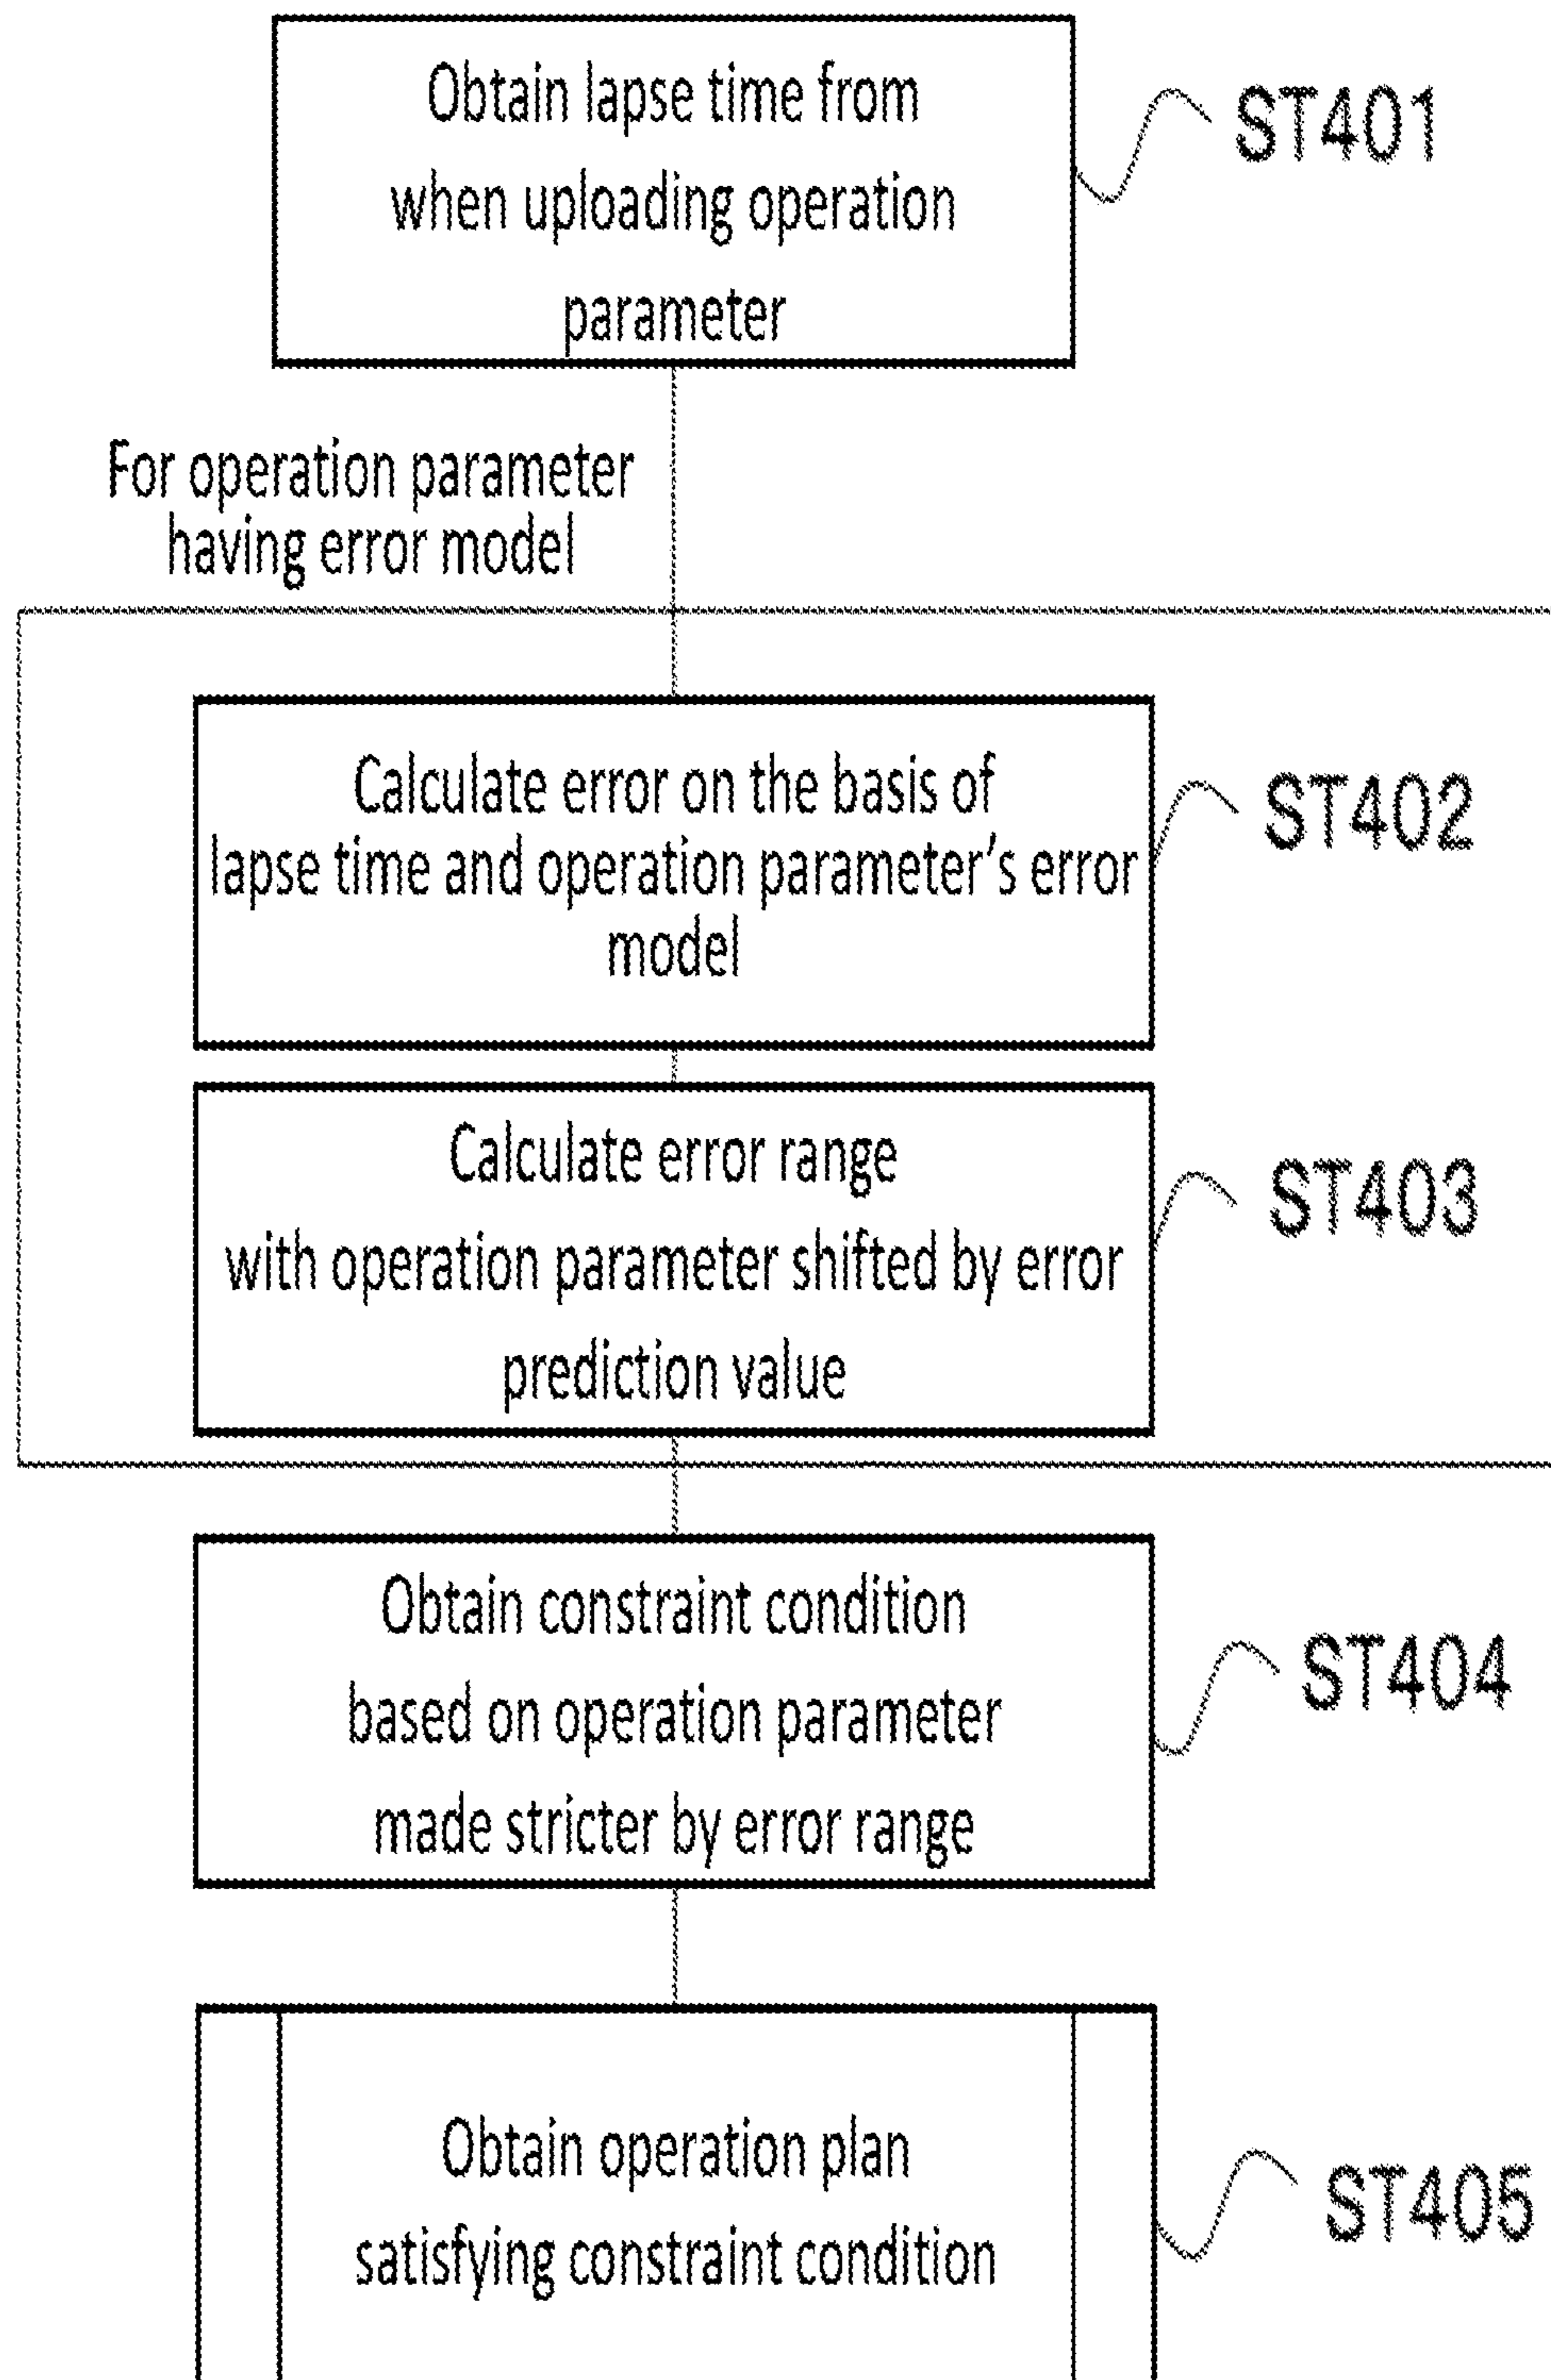 Obtain lapse time from
when uploading operation
parameter
ST401
For operation parameter
having error model
Calculate error on the basis of
lapse time and operation parameter's error
model
ST402
Calculate error range
with operation parameter shifted by error
prediction value
ST403
Obtain constraint condition
based on operation parameter
made stricter by error range
ST404
Obtain operation plan
satisfying constraint condition
ST405